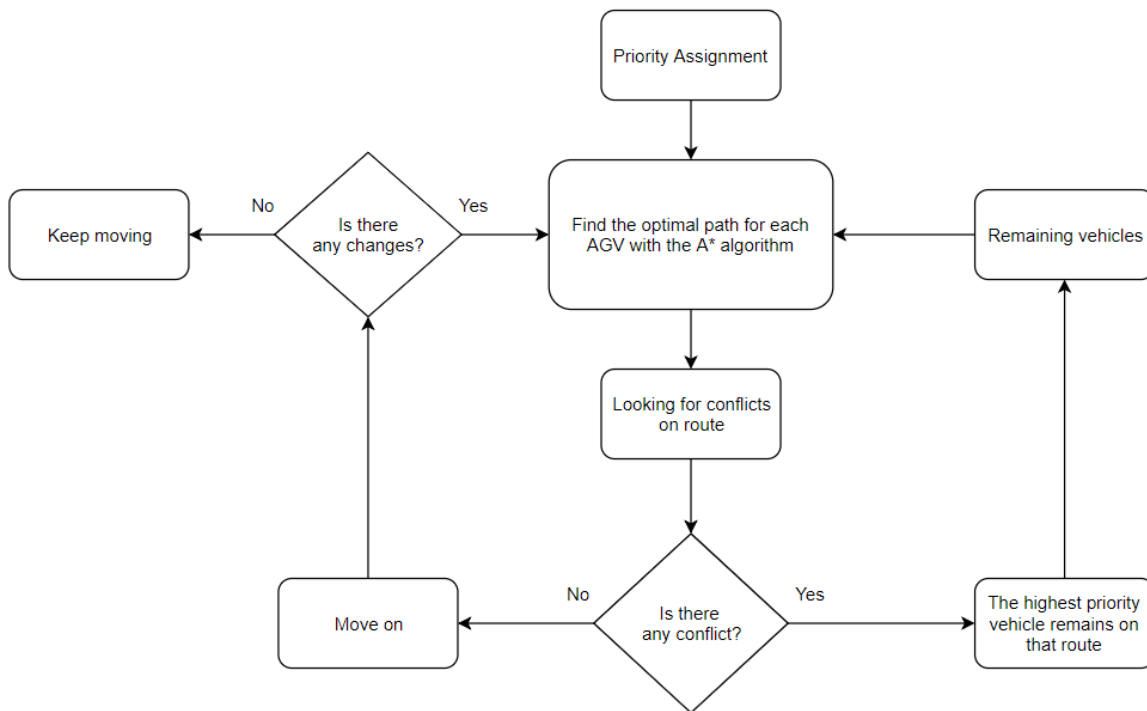 Priority Assignment
No
Yes
Keep moving
Is there
any changes?
Find the optimal path for each
AGV with the A* algorithm
Remaining vehicles
Looking for conflicts
on route
No
Yes
Move on
Is there
any conflict?
The highest priority
vehicle remains on
that route